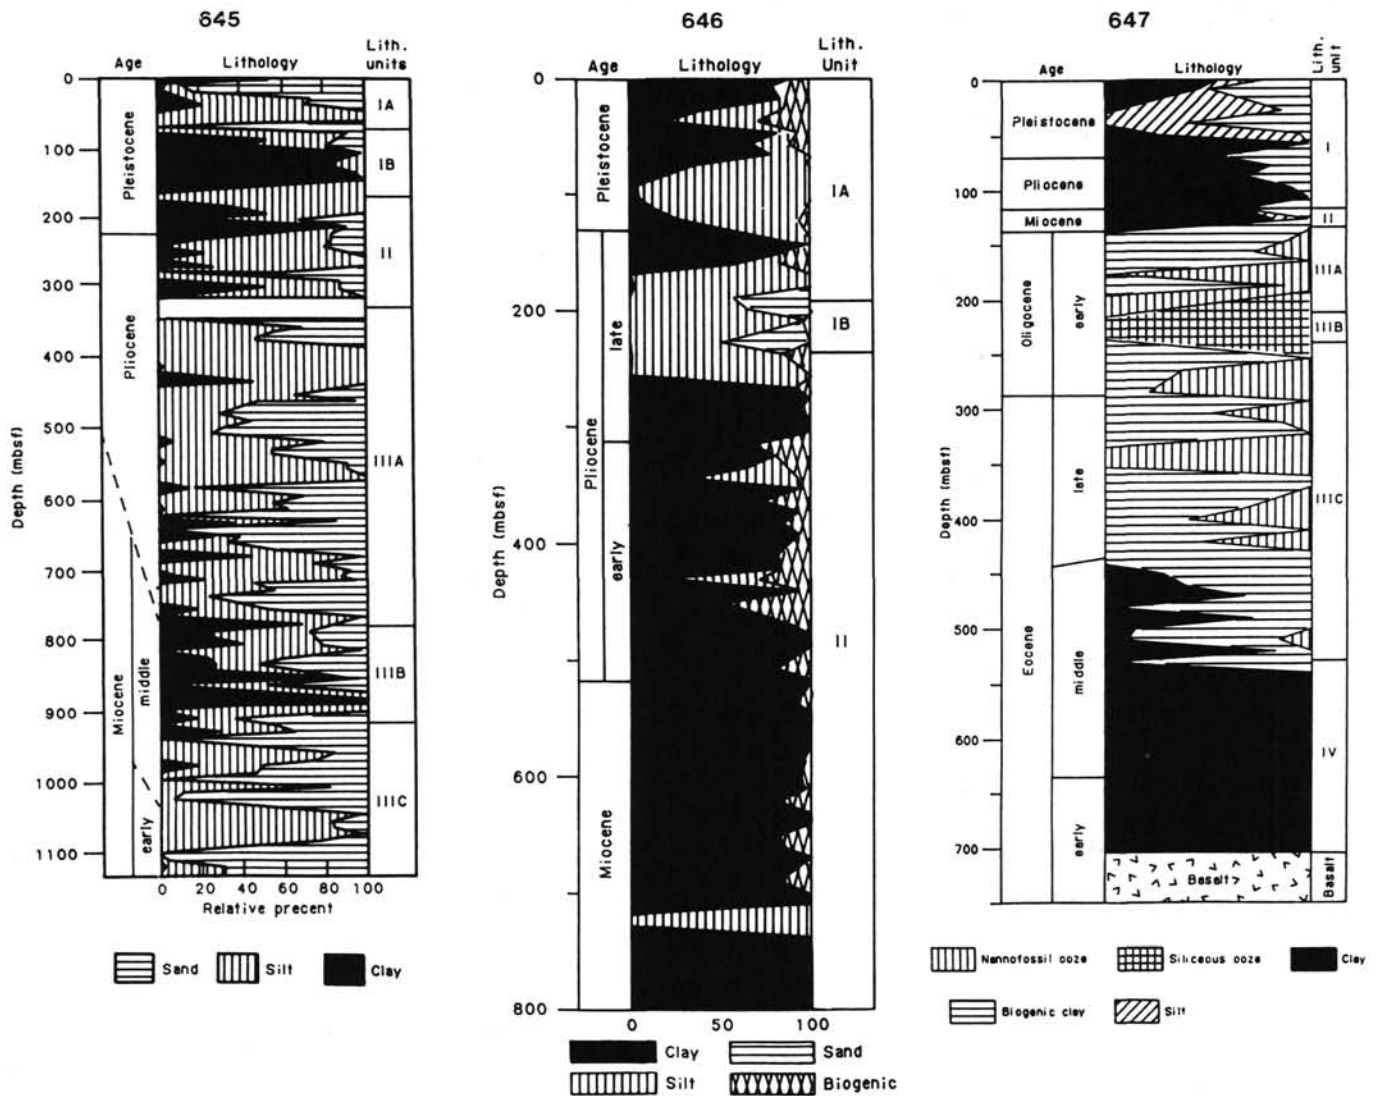 645
Lith.
units
Age
Lithology
Depth (mbsf)
0
100
200
300
400
500
600
700
800
900
1000
1100
Pleistocene
Pliocene
Miocene
middle
early
IA
IB
II
IIIA
IIIB
IIIC
0 20 40 60 80 100
Relative precent
Sand
Silt
Clay
646
Lith.
Unit
Age
Lithology
Depth (mbsf)
0
200
400
600
800
Pleistocene
Pliocene
late
early
Miocene
IA
IB
II
0 50 100
Clay
Sand
Silt
Biogenic
647
Lith.
unit
Age
Lithology
Depth (mbsf)
0
100
200
300
400
500
600
700
Pleistocene
Pliocene
Miocene
Oligocene
early
Eocene
late
middle
early
I
II
IIIA
IIIB
IIIC
IV
Basalt
Basalt
Nannofossil ooze
Siliceous ooze
Clay
Biogenic clay
Silt